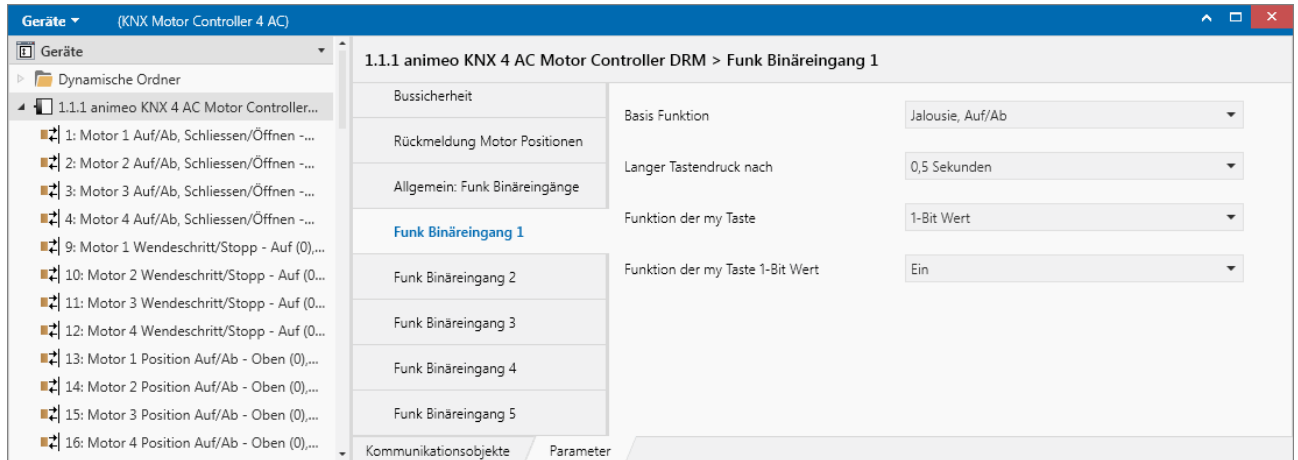 Geräte (KNX Motor Controller 4 AC)
Geräte
Dynamische Ordner
1.1.1 animeo KNX 4 AC Motor Controller...
1: Motor 1 Auf/Ab, Schliessen/Öffnen -...
2: Motor 2 Auf/Ab, Schliessen/Öffnen -...
3: Motor 3 Auf/Ab, Schliessen/Öffnen -...
4: Motor 4 Auf/Ab, Schliessen/Öffnen -...
9: Motor 1 Wendeschritt/Stopp - Auf (0),...
10: Motor 2 Wendeschritt/Stopp - Auf (0...
11: Motor 3 Wendeschritt/Stopp - Auf (0...
12: Motor 4 Wendeschritt/Stopp - Auf (0...
13: Motor 1 Position Auf/Ab - Oben (0),...
14: Motor 2 Position Auf/Ab - Oben (0),...
15: Motor 3 Position Auf/Ab - Oben (0),...
16: Motor 4 Position Auf/Ab - Oben (0),...
1.1.1 animeo KNX 4 AC Motor Controller DRM > Funk Binäreingang 1
Bussicherheit
Rückmeldung Motor Positionen
Allgemein: Funk Binäreingänge
Funk Binäreingang 1
Funk Binäreingang 2
Funk Binäreingang 3
Funk Binäreingang 4
Funk Binäreingang 5
Basis Funktion Jalousie, Auf/Ab
Langer Tastendruck nach 0,5 Sekunden
Funktion der my Taste 1-Bit Wert
Funktion der my Taste 1-Bit Wert Ein
Kommunikationsobjekte Parameter